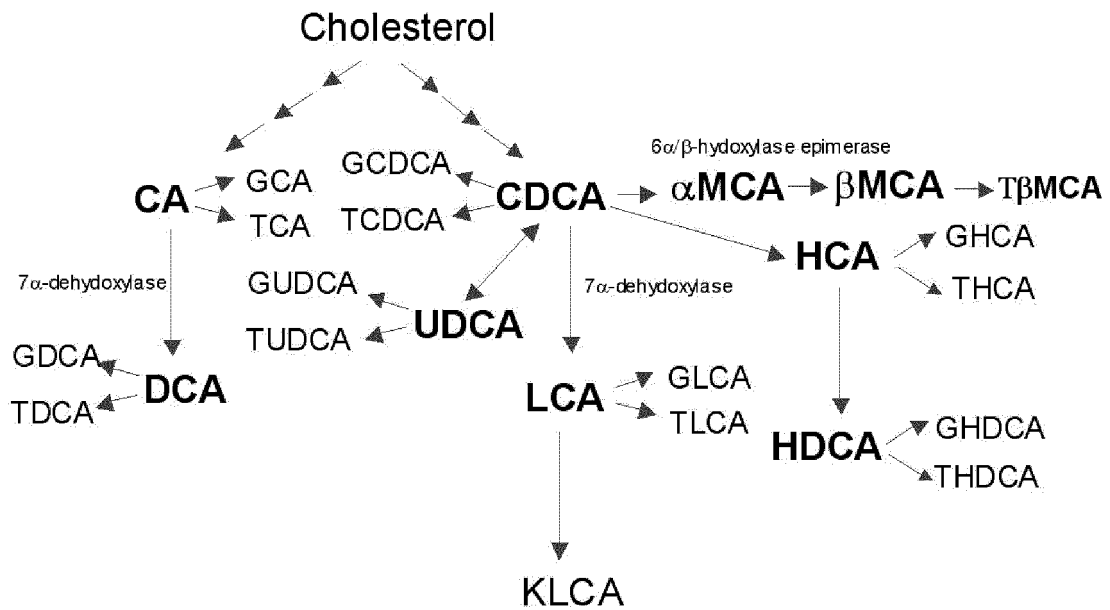 Cholesterol
6α/β-hydoxylase epimerase
GCDCA
GCA
CA
CDCA
αMCA
βMCA
TβMCA
TCA
TCDCA
GHCA
HCA
THCA
7α-dehydoxylase
GUDCA
7α-dehydoxylase
UDCA
TUDCA
GDCA
DCA
TDCA
GLCA
LCA
TLCA
GHDCA
HDCA
THDCA
KLCA